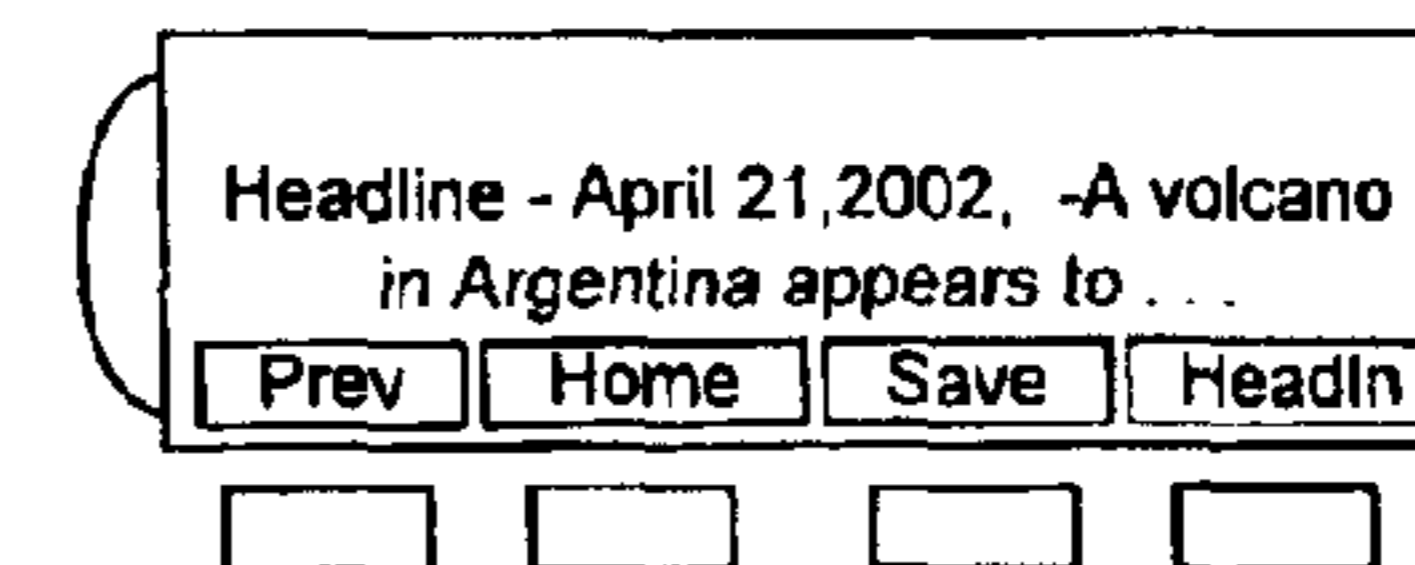 Headline - April 21,2002, -A volcano
in Argentina appears to . . .
Prev Home Save Headln